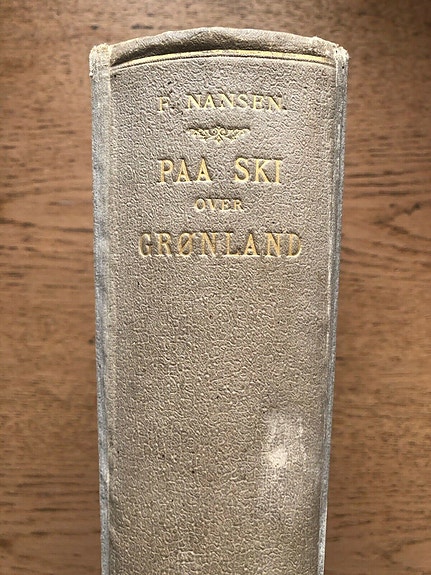 F. NANSEN.
PAA SKI
OVER
GRØNLAND